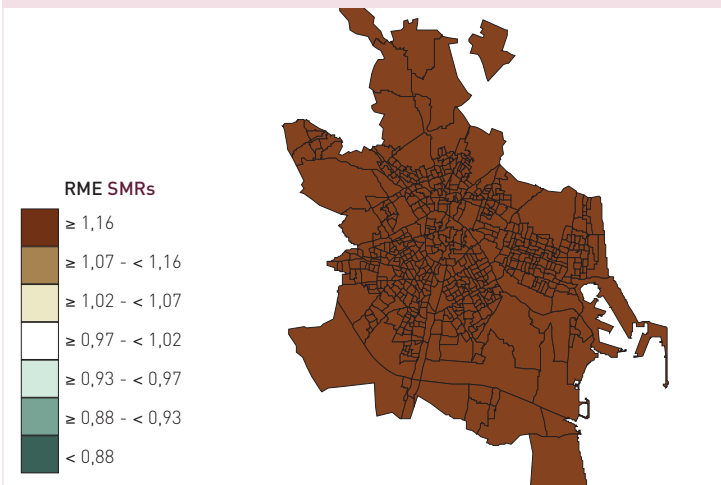 RME SMRs
≥ 1,16
≥ 1,07 - < 1,16
≥ 1,02 - < 1,07
≥ 0,97 - < 1,02
≥ 0,93 - < 0,97
≥ 0,88 - < 0,93
< 0,88